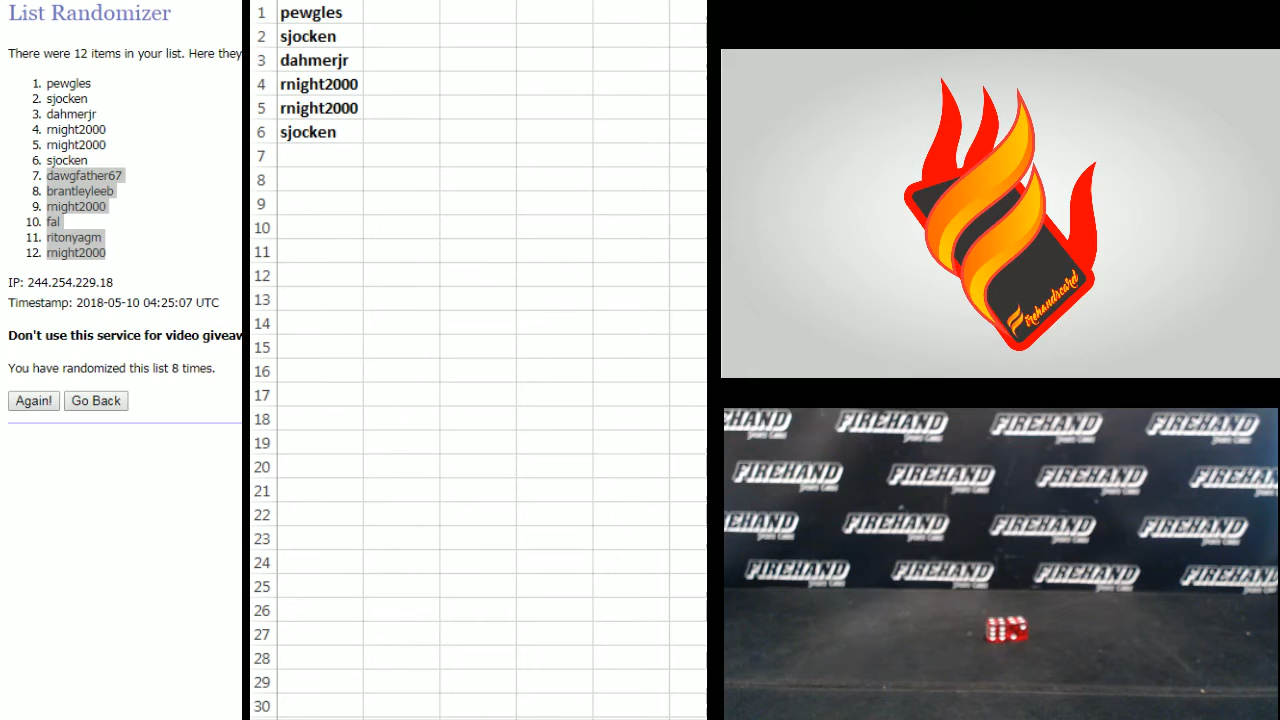 List Randomizer
There were 12 items in your list. Here they
1. pewgles
2. sjocken
3. dahmerjr
4. rnight2000
5. rnight2000
6. sjocken
7. dawgfather67
8. brantleyleeb
9. rnight2000
10. fal
11. ritonyagm
12. rnight2000
IP: 244.254.229.18
Timestamp: 2018-05-10 04:25:07 UTC
Don't use this service for video giveaw
You have randomized this list 8 times.
Again! Go Back
1 pewgles
2 sjocken
3 dahmerjr
4 rnight2000
5 rnight2000
6 sjocken
7
8
9
10
11
12
13
14
15
16
17
18
19
20
21
22
23
24
25
26
27
28
29
30
Firehandscard
HAND FIREHAND FIREHAND FIREHAND
FIREHAND FIREHAND FIREHAND FIREHAND
FIREHAND FIREHAND FIREHAND FIREHAND
FIREHAND FIREHAND FIREHAND FIREHAND